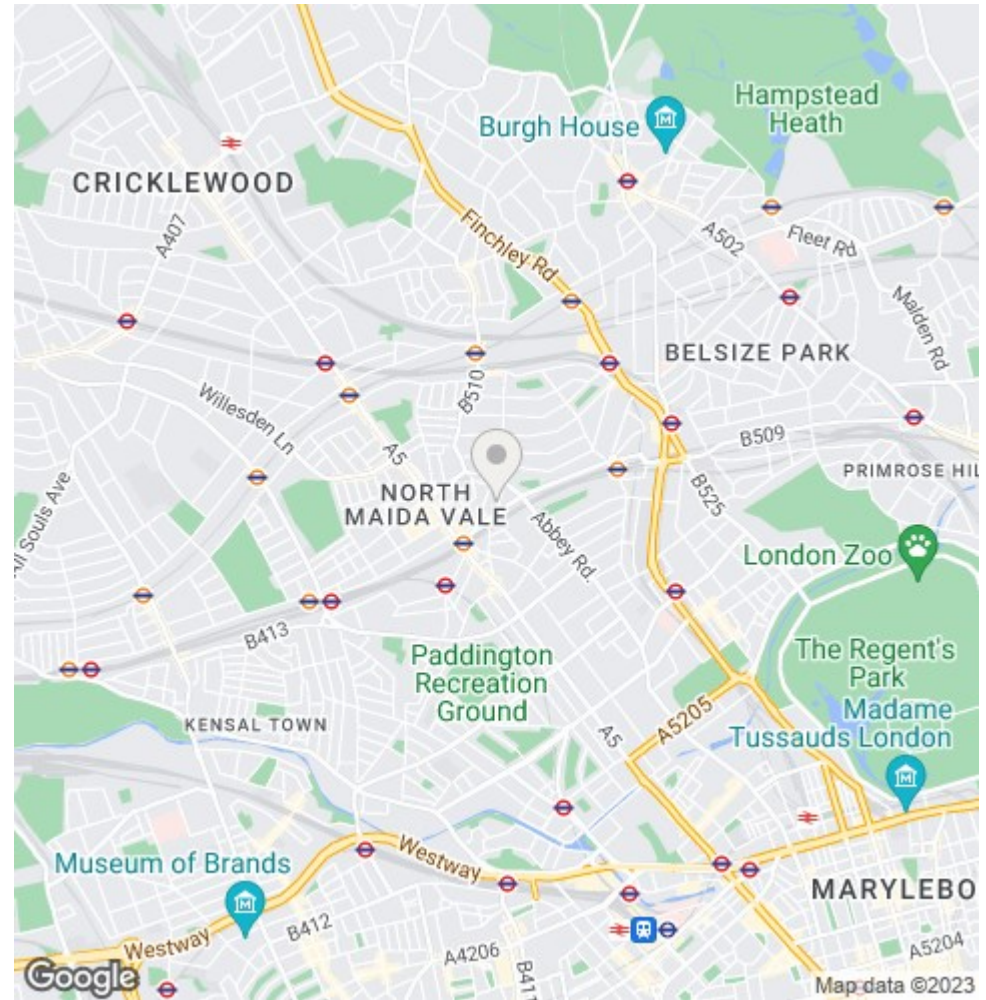 Hampstead
Heath
Burgh House
CRICKLEWOOD
A407
Finchley Rd
A502
Fleet Rd
Malden Rd
BELSIZE PARK
B510
Willesden Ln
A5
B509
B525
PRIMROSE HIL
NORTH
MAIDA VALE
All Souls Ave
Abbey Rd.
London Zoo
B413
Paddington
Recreation
Ground
The Regent's
Park
Madame
Tussauds London
KENSAL TOWN
A5
A5205
Museum of Brands
Westway
MARYLEBO
B412
Westway
A4206
B411
A5204
Google
Map data ©2023